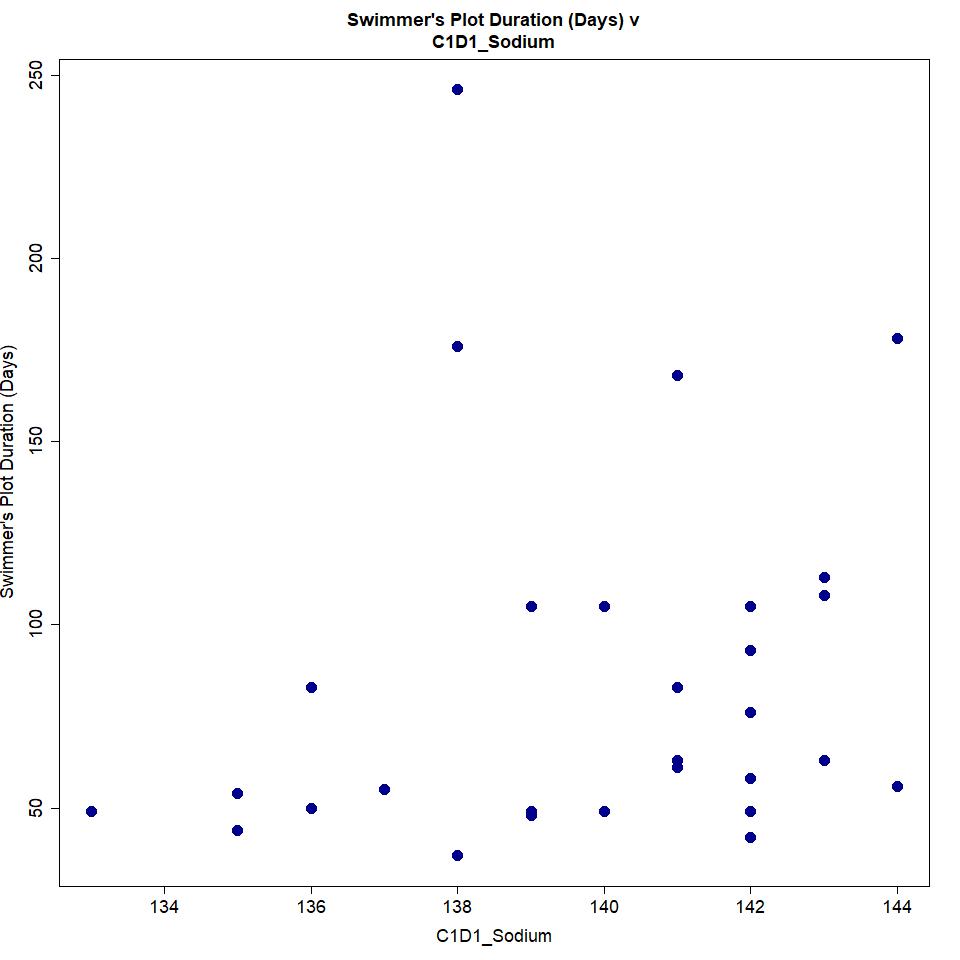 Swimmer's Plot Duration (Days) v
C1D1_Sodium
250
200
150
100
50
Swimmer's Plot Duration (Days)
134 136 138 140 142 144
C1D1_Sodium